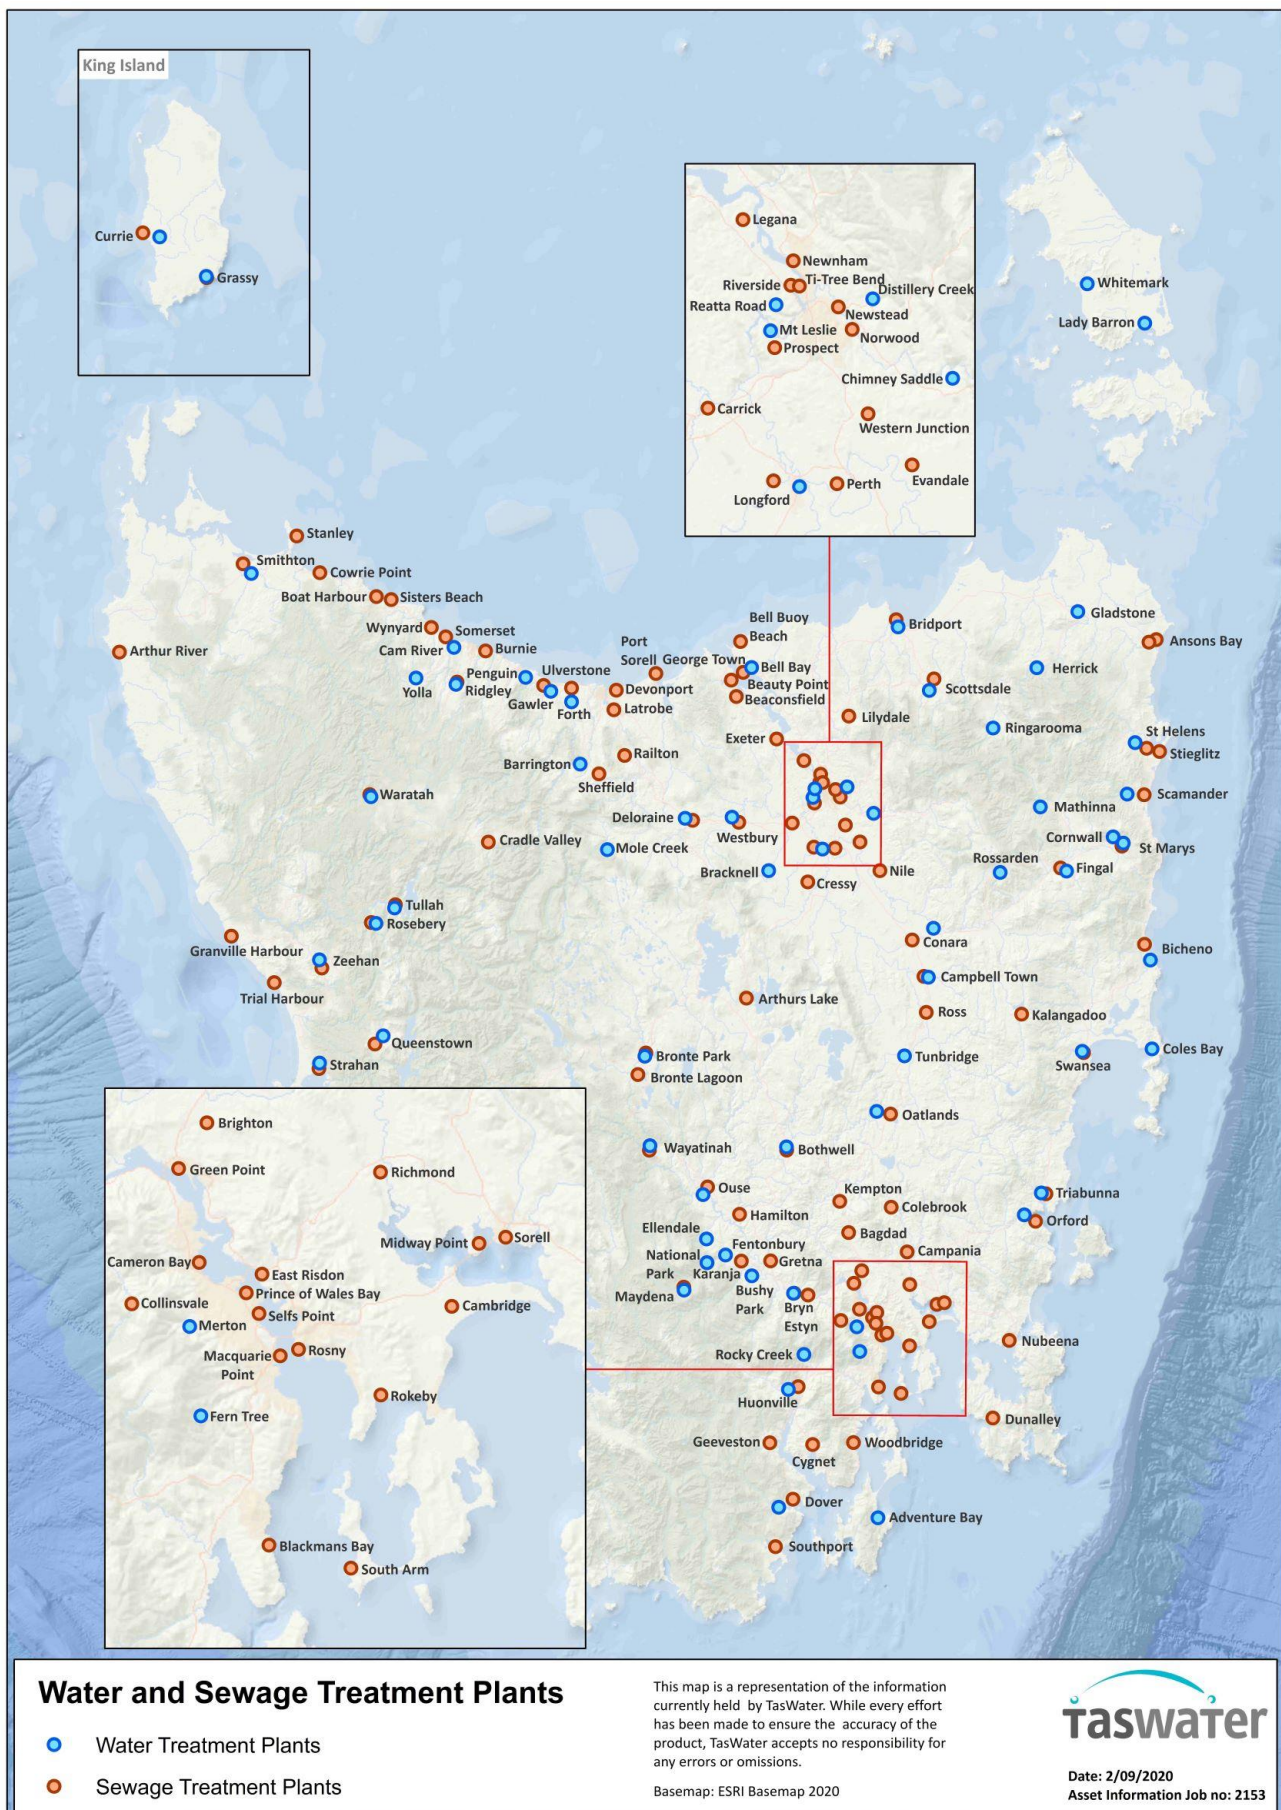 King Island
Currie
Grassy
Legana
Newnham
Riverside
Ti-Tree Bend
Distillery Creek
Reatta Road
Newstead
Mt Leslie
Norwood
Prospect
Chimney Saddle
Carrick
Western Junction
Evandale
Longford
Perth
Whitemark
Lady Barron
Stanley
Smithton
Cowrie Point
Boat Harbour
Sisters Beach
Wynyard
Somerset
Cam River
Burnie
Arthur River
Yolla
Penguin
Ridgley
Ulverstone
Gawler
Forth
Port
Sorell
George Town
Devonport
Latrobe
Bell Buoy
Beach
Bell Bay
Beauty Point
Beaconsfield
Bridport
Gladstone
Ansons Bay
Herrick
Scottsdale
Lilydale
Ringarooma
Exeter
St Helens
Stieglitz
Railton
Barrington
Sheffield
Waratah
Scamander
Mathinna
Deloraine
Westbury
Cradle Valley
Mole Creek
Cornwall
St Marys
Rossarden
Fingal
Bracknell
Cressy
Nile
Tullah
Rosebery
Granville Harbour
Zeehan
Trial Harbour
Conara
Bicheno
Campbell Town
Arthurs Lake
Ross
Kalangadoo
Queenstown
Strahan
Bronte Park
Bronte Lagoon
Tunbridge
Swansea
Coles Bay
Oatlands
Wayatinah
Bothwell
Ouse
Kempton
Colebrook
Triabunna
Orford
Hamilton
Bagdad
Campania
Ellendale
Fentonbury
National
Park
Karanja
Gretna
Maydena
Bushy
Park
Bryn
Estyn
Rocky Creek
Nubeena
Huonville
Dunalley
Geeveston
Cygnet
Woodbridge
Dover
Adventure Bay
Southport
Brighton
Green Point
Richmond
Midway Point
Sorell
Cameron Bay
East Risdon
Prince of Wales Bay
Collinsvale
Selfs Point
Cambridge
Merton
Macquarie
Point
Rosny
Rokeby
Fern Tree
Blackmans Bay
South Arm
Water and Sewage Treatment Plants
Water Treatment Plants
Sewage Treatment Plants
This map is a representation of the information
currently held by TasWater. While every effort
has been made to ensure the accuracy of the
product, TasWater accepts no responsibility for
any errors or omissions.
Basemap: ESRI Basemap 2020
Taswater
Date: 2/09/2020
Asset Information Job no: 2153